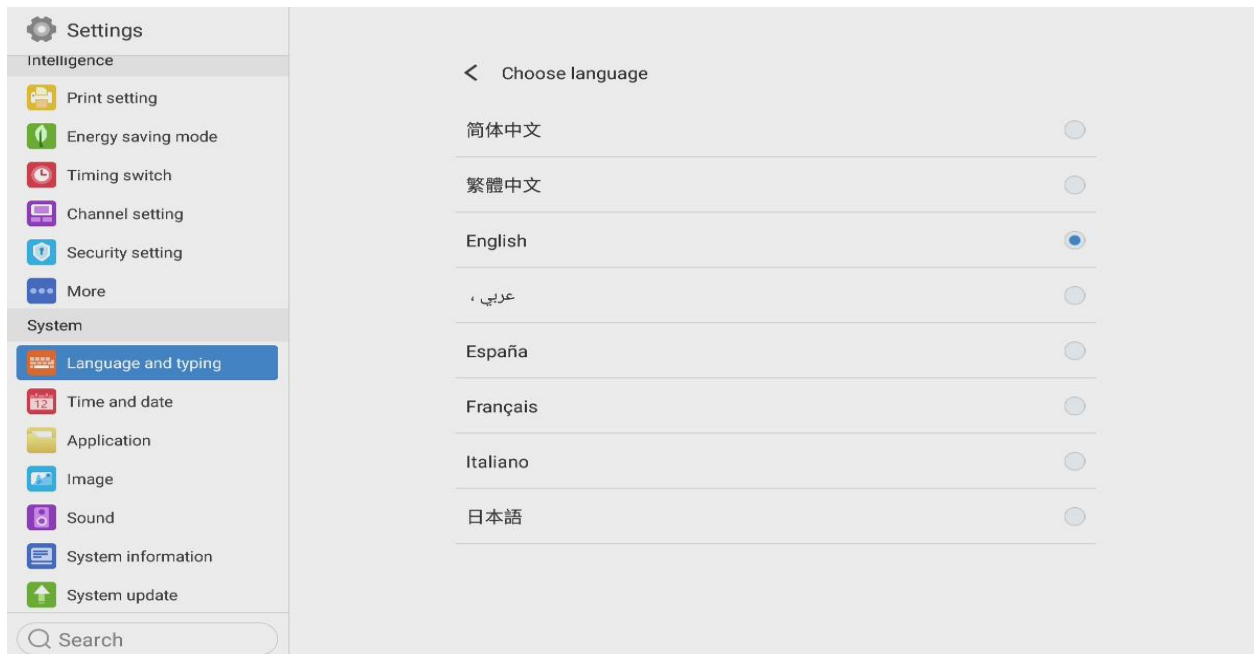 Settings
Intelligence
Print setting
Energy saving mode
Timing switch
Channel setting
Security setting
More
System
Language and typing
12
Time and date
Application
Image
Sound
System information
System update
Search
Choose language
简体中文
繁體中文
English
عربي ،
España
Français
Italiano
日本語